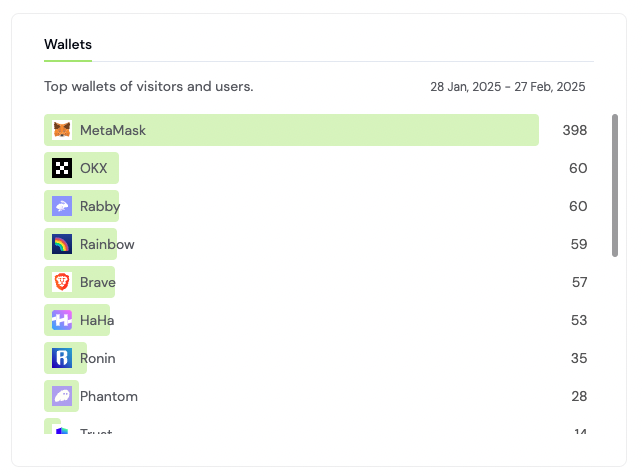 Wallets
Top wallets of visitors and users. 28 Jan, 2025 - 27 Feb, 2025
MetaMask 398
OKX 60
Rabby 60
Rainbow 59
Brave 57
HaHa 53
Ronin 35
Phantom 28
Trust 14